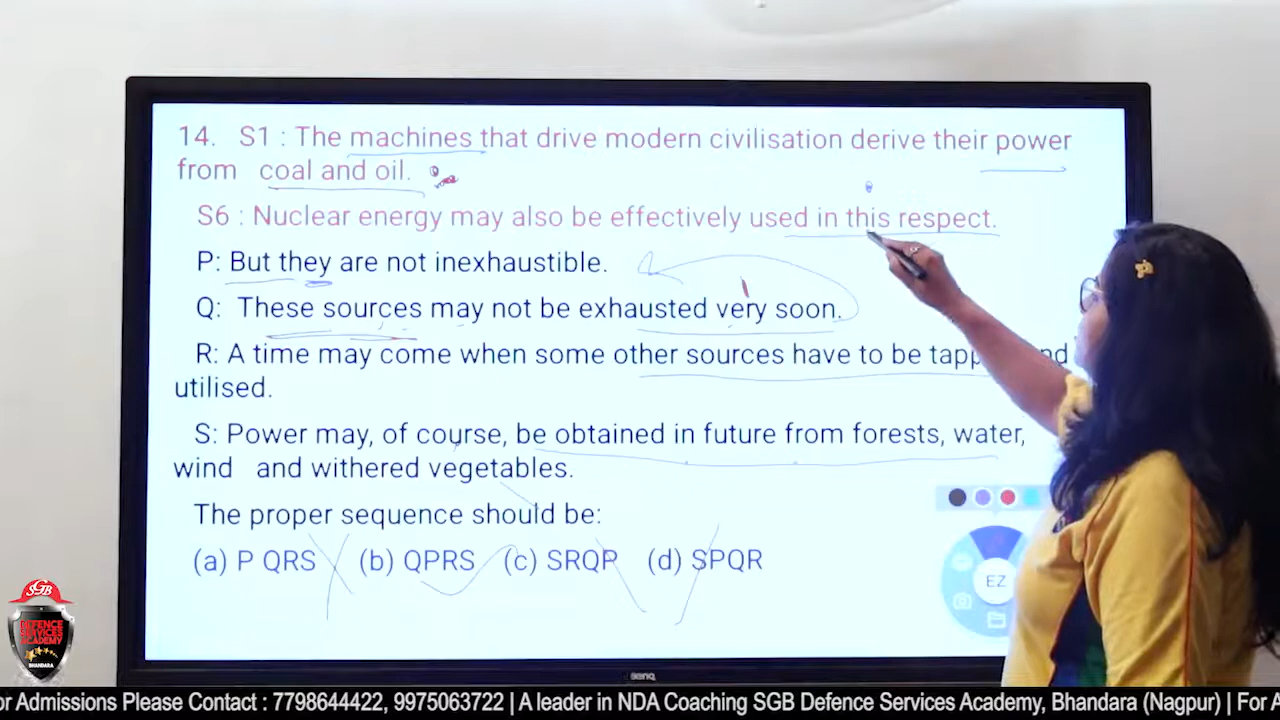 14. S1 : The machines that drive modern civilisation derive their power
from coal and oil.
S6 : Nuclear energy may also be effectively used in this respect.
P: But they are not inexhaustible.
Q: These sources may not be exhausted very soon.
R: A time may come when some other sources have to be
utilised.
S: Power may, of course, be obtained in future from forests, water,
wind and withered vegetables.
The proper sequence should be:
(a) P QRS (b) QPRS (c) SRQP (d) SPQR
EZ
BenQ
SGB
DEFENCE
SERVICES
ACADEMY
BHANDARA
or Admissions Please Contact : 7798644422, 9975063722 | A leader in NDA Coaching SGB Defence Services Academy, Bhandara (Nagpur) | For A